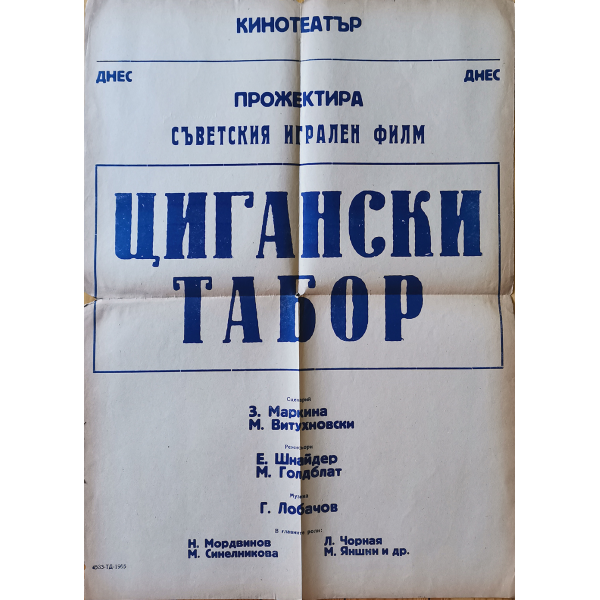 КИНОТЕАТЪР
ДНЕС ДНЕС
ПРОЖЕКТИРА
СЪВЕТСКИЯ ИГРАЛЕН ФИЛМ
ЦИГАНСКИ
ТАБОР
Сценарий
З. Маркина
М. Витухновски
Режисьори
Е. Шнайдер
М. Голдблат
Музика
Г. Лобачов
В главните роли:
Н. Мордвинов Л. Чорная
М. Синелникова М. Яншин и др.